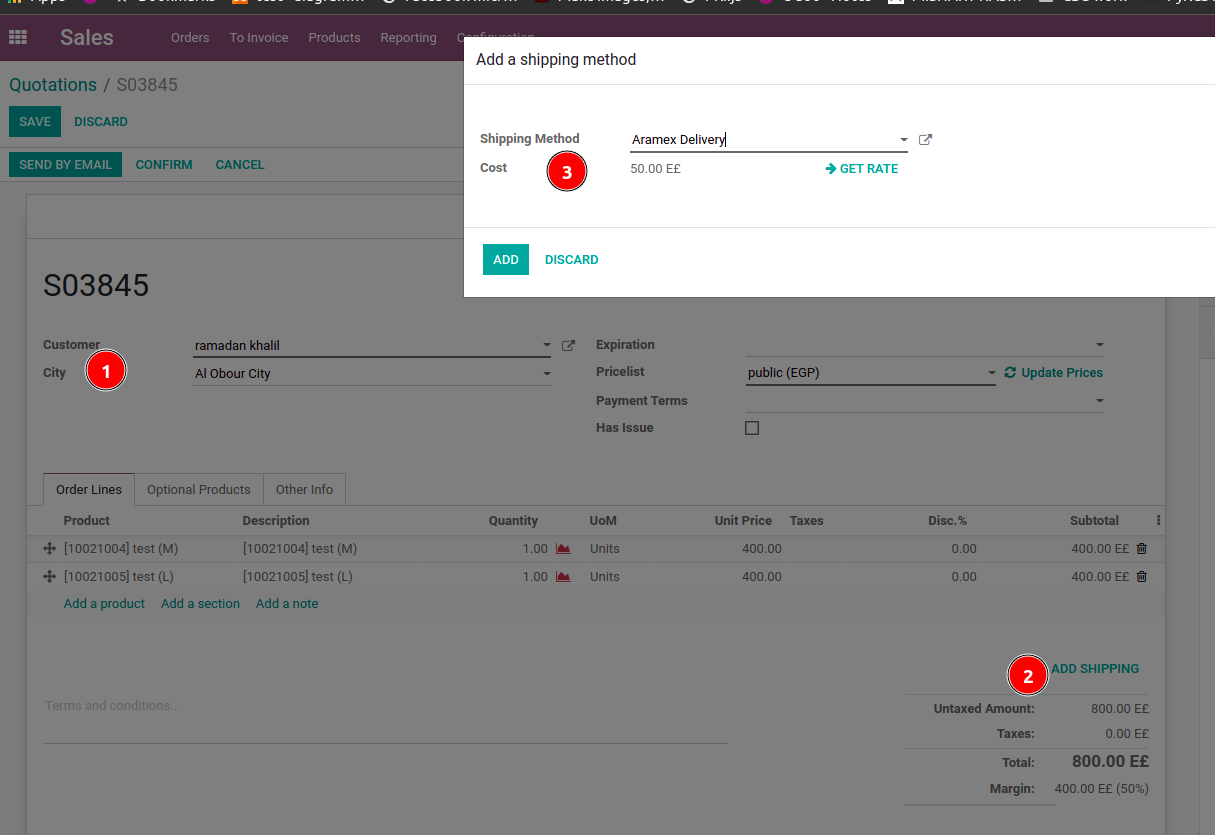 Sales Orders To Invoice Products Reporting
Add a shipping method
Quotations / S03845
SAVE DISCARD
Shipping Method Aramex Delivery
SEND BY EMAIL CONFIRM CANCEL
Cost 3 50.00 E£ GET RATE
ADD DISCARD
S03845
Customer ramadan khalil Expiration
City 1 Al Obour City Pricelist public (EGP) Update Prices
Payment Terms
Has Issue
Order Lines Optional Products Other Info
Product Description Quantity UoM Unit Price Taxes Disc.% Subtotal
[10021004] test (M) [10021004] test (M) 1.00 Units 400.00 0.00 400.00 E£
[10021005] test (L) [10021005] test (L) 1.00 Units 400.00 0.00 400.00 E£
Add a product Add a section Add a note
2 ADD SHIPPING
Terms and conditions...
Untaxed Amount: 800.00 E£
Taxes: 0.00 E£
Total: 800.00 E£
Margin: 400.00 E£ (50%)